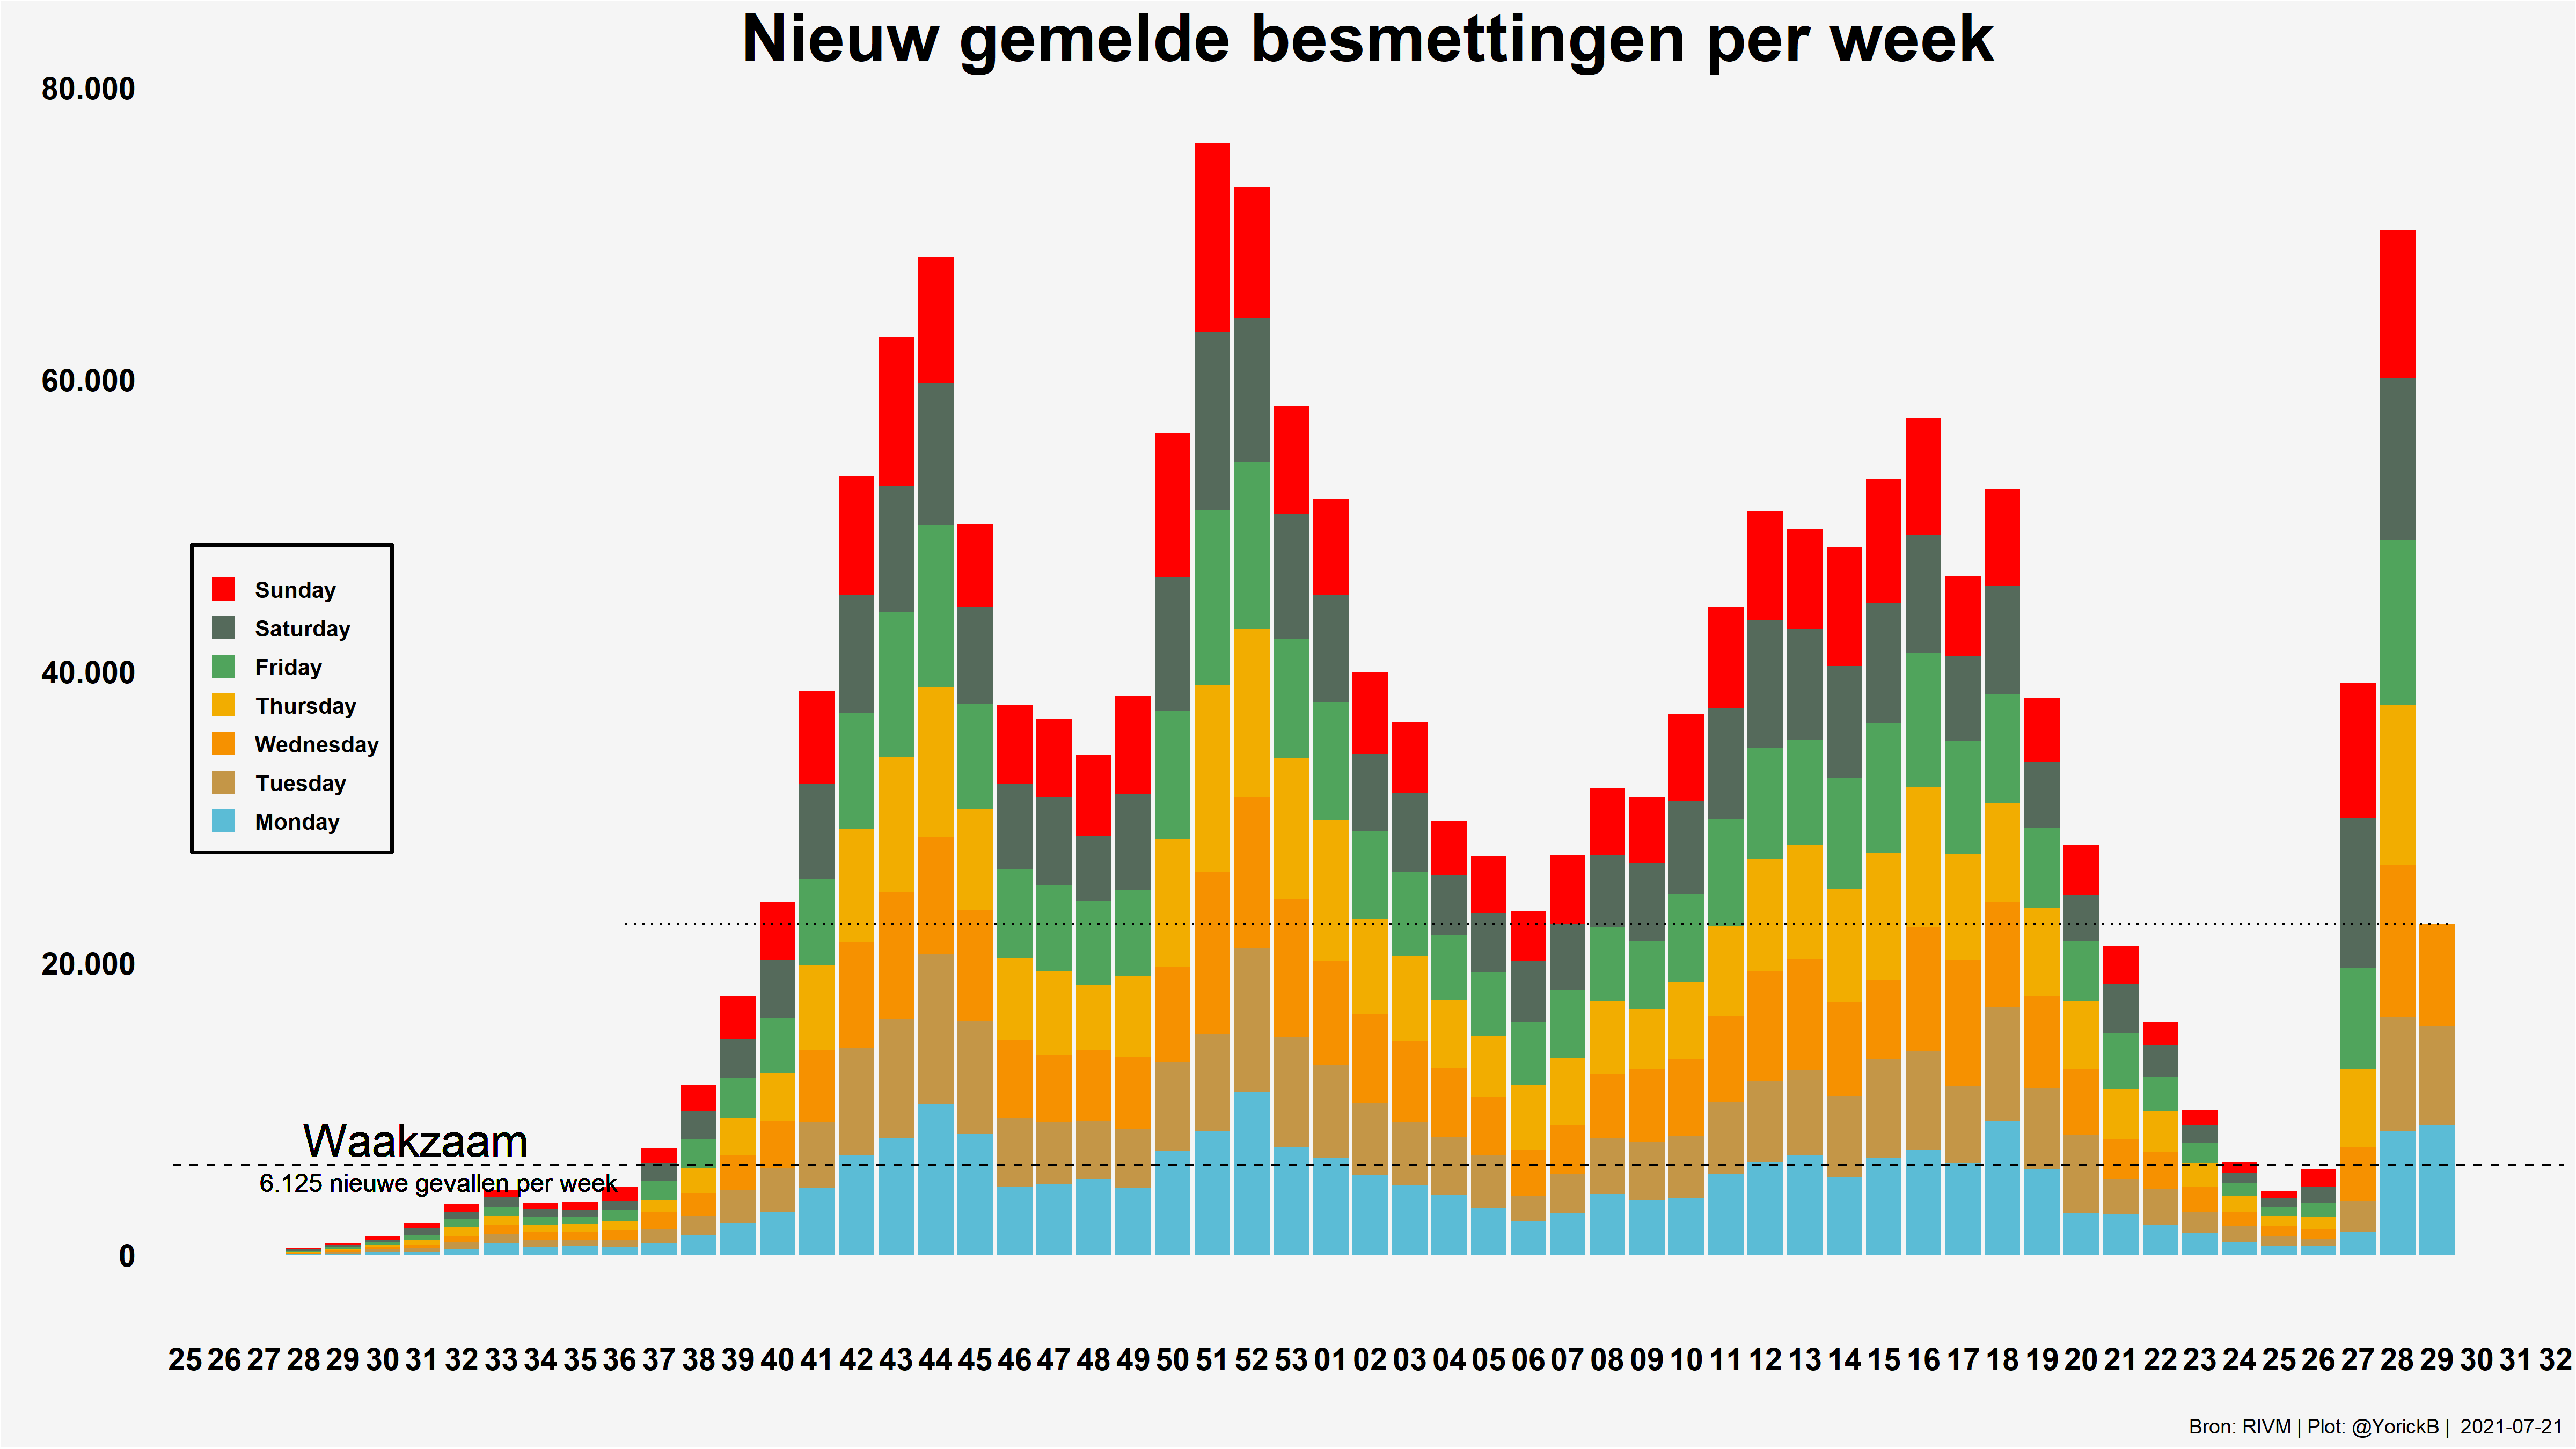 Nieuw gemelde besmettingen per week
80.000
60.000
40.000
20.000
0
Sunday
Saturday
Friday
Thursday
Wednesday
Tuesday
Monday
Waakzaam
6.125 nieuwe gevallen per week
25 26 27 28 29 30 31 32 33 34 35 36 37 38 39 40 41 42 43 44 45 46 47 48 49 50 51 52 53 01 02 03 04 05 06 07 08 09 10 11 12 13 14 15 16 17 18 19 20 21 22 23 24 25 26 27 28 29 30 31 32
Bron: RIVM | Plot: @YorickB | 2021-07-21